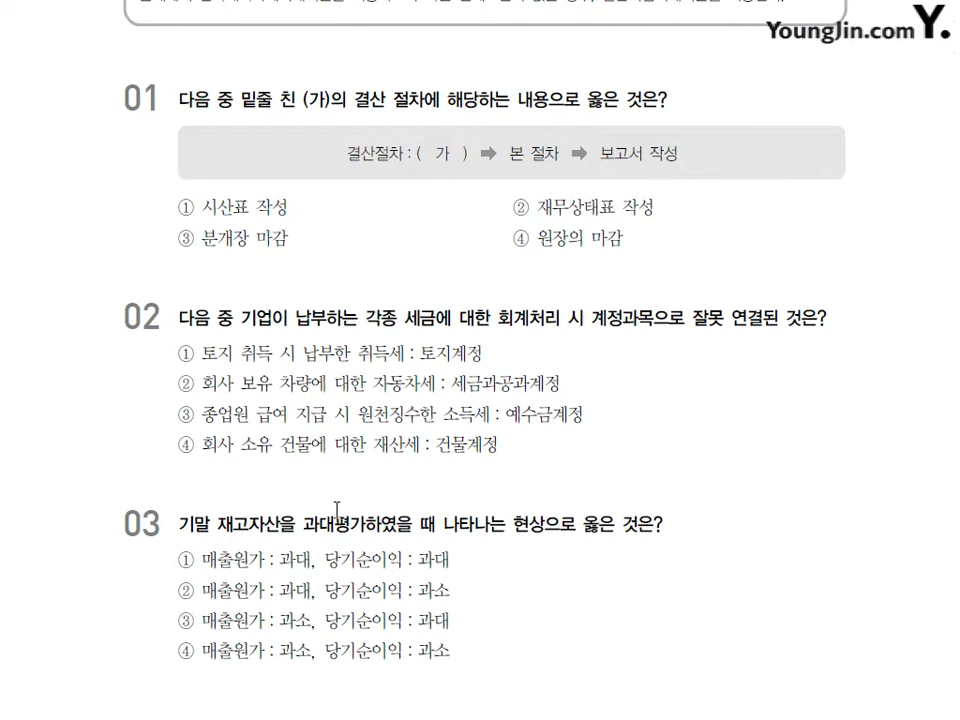 YoungJin.com Y.
01 다음 중 밑줄 친 (가)의 결산 절차에 해당하는 내용으로 옳은 것은?
결산절차 : ( 가 ) ➡ 본 절차 ➡ 보고서 작성
① 시산표 작성 ② 재무상태표 작성
③ 분개장 마감 ④ 원장의 마감
02 다음 중 기업이 납부하는 각종 세금에 대한 회계처리 시 계정과목으로 잘못 연결된 것은?
① 토지 취득 시 납부한 취득세 : 토지계정
② 회사 보유 차량에 대한 자동차세 : 세금과공과계정
③ 종업원 급여 지급 시 원천징수한 소득세 : 예수금계정
④ 회사 소유 건물에 대한 재산세 : 건물계정
03 기말 재고자산을 과대평가하였을 때 나타나는 현상으로 옳은 것은?
① 매출원가 : 과대, 당기순이익 : 과대
② 매출원가 : 과대, 당기순이익 : 과소
③ 매출원가 : 과소, 당기순이익 : 과대
④ 매출원가 : 과소, 당기순이익 : 과소